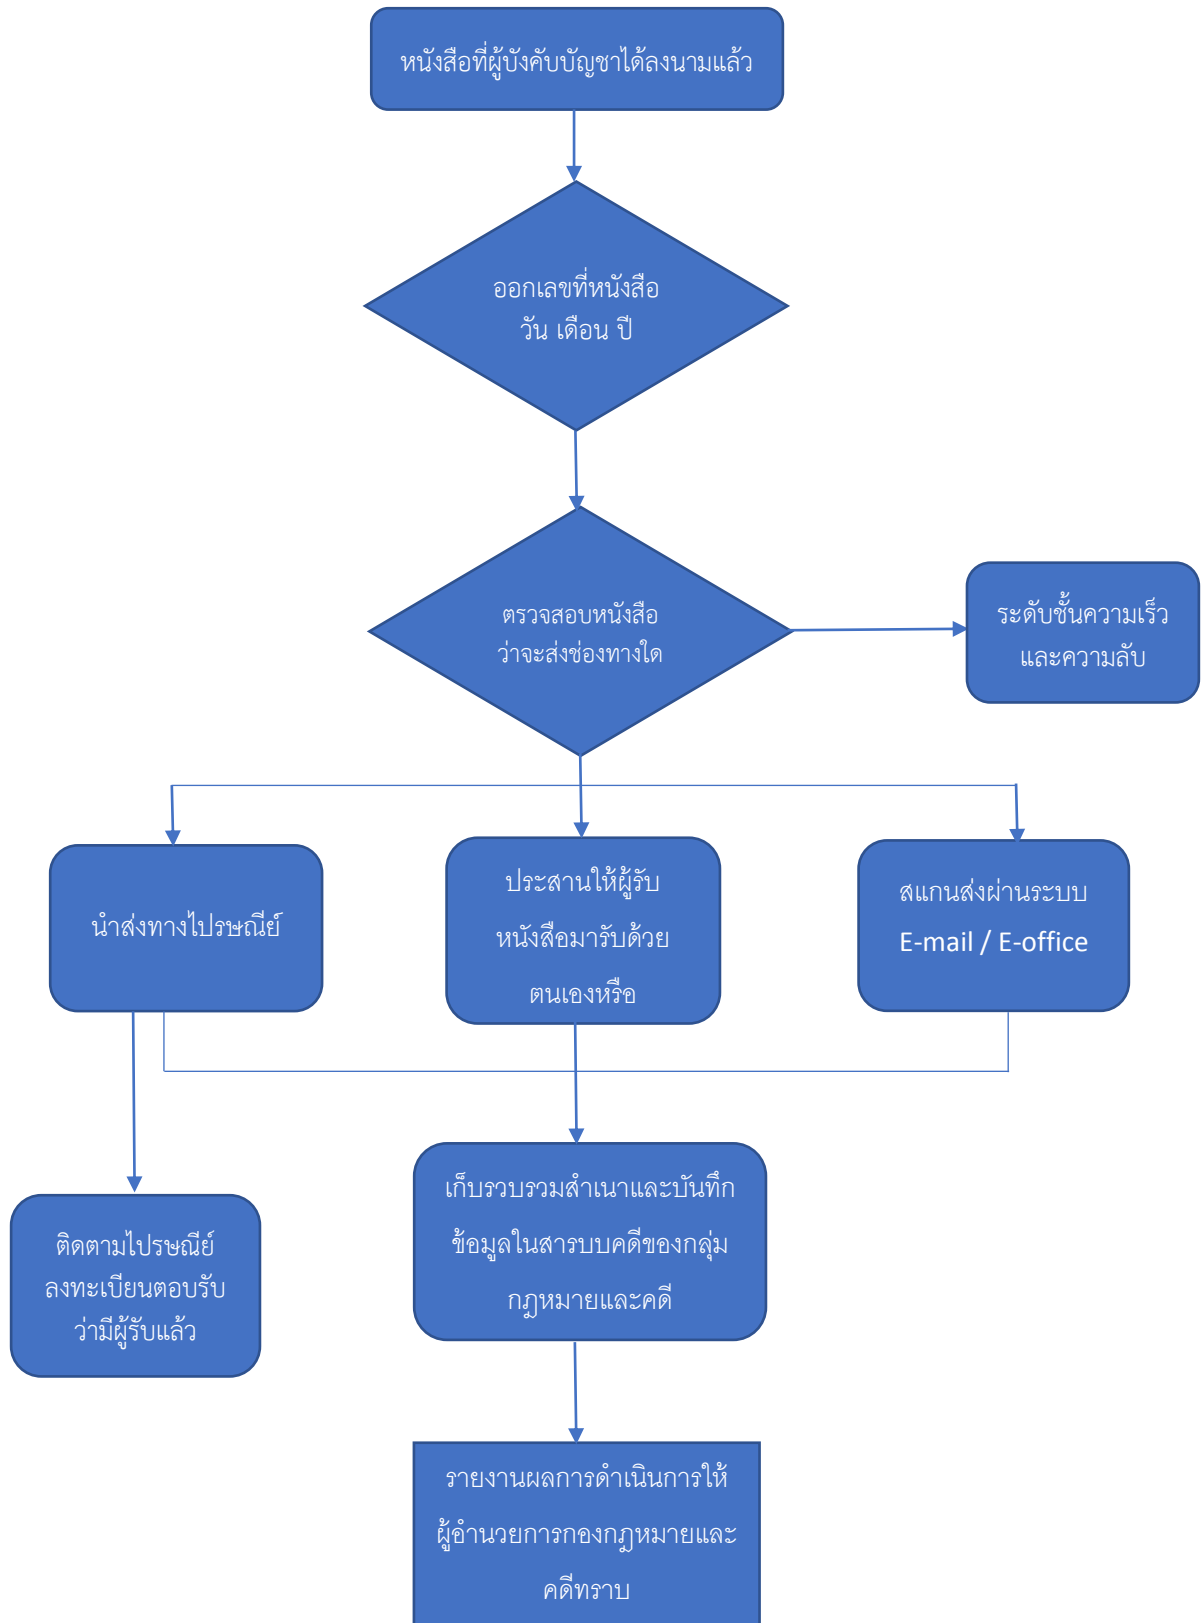 หนังสือที่ผู้บังคับบัญชาได้ลงนามแล้ว
ออกเลขที่หนังสือ
วัน เดือน ปี
ตรวจสอบหนังสือ
ว่าจะส่งช่องทางใด
ระดับชั้นความเร็ว
และความลับ
นำส่งทางไปรษณีย์
ประสานให้ผู้รับ
หนังสือมารับด้วย
ตนเองหรือ
สแกนส่งผ่านระบบ
E-mail / E-office
ติดตามไปรษณีย์
ลงทะเบียนตอบรับ
ว่ามีผู้รับแล้ว
เก็บรวบรวมสำเนาและบันทึก
ข้อมูลในสารบบคดีของกลุ่ม
กฎหมายและคดี
รายงานผลการดำเนินการให้
ผู้อำนวยการกองกฎหมายและ
คดีทราบ